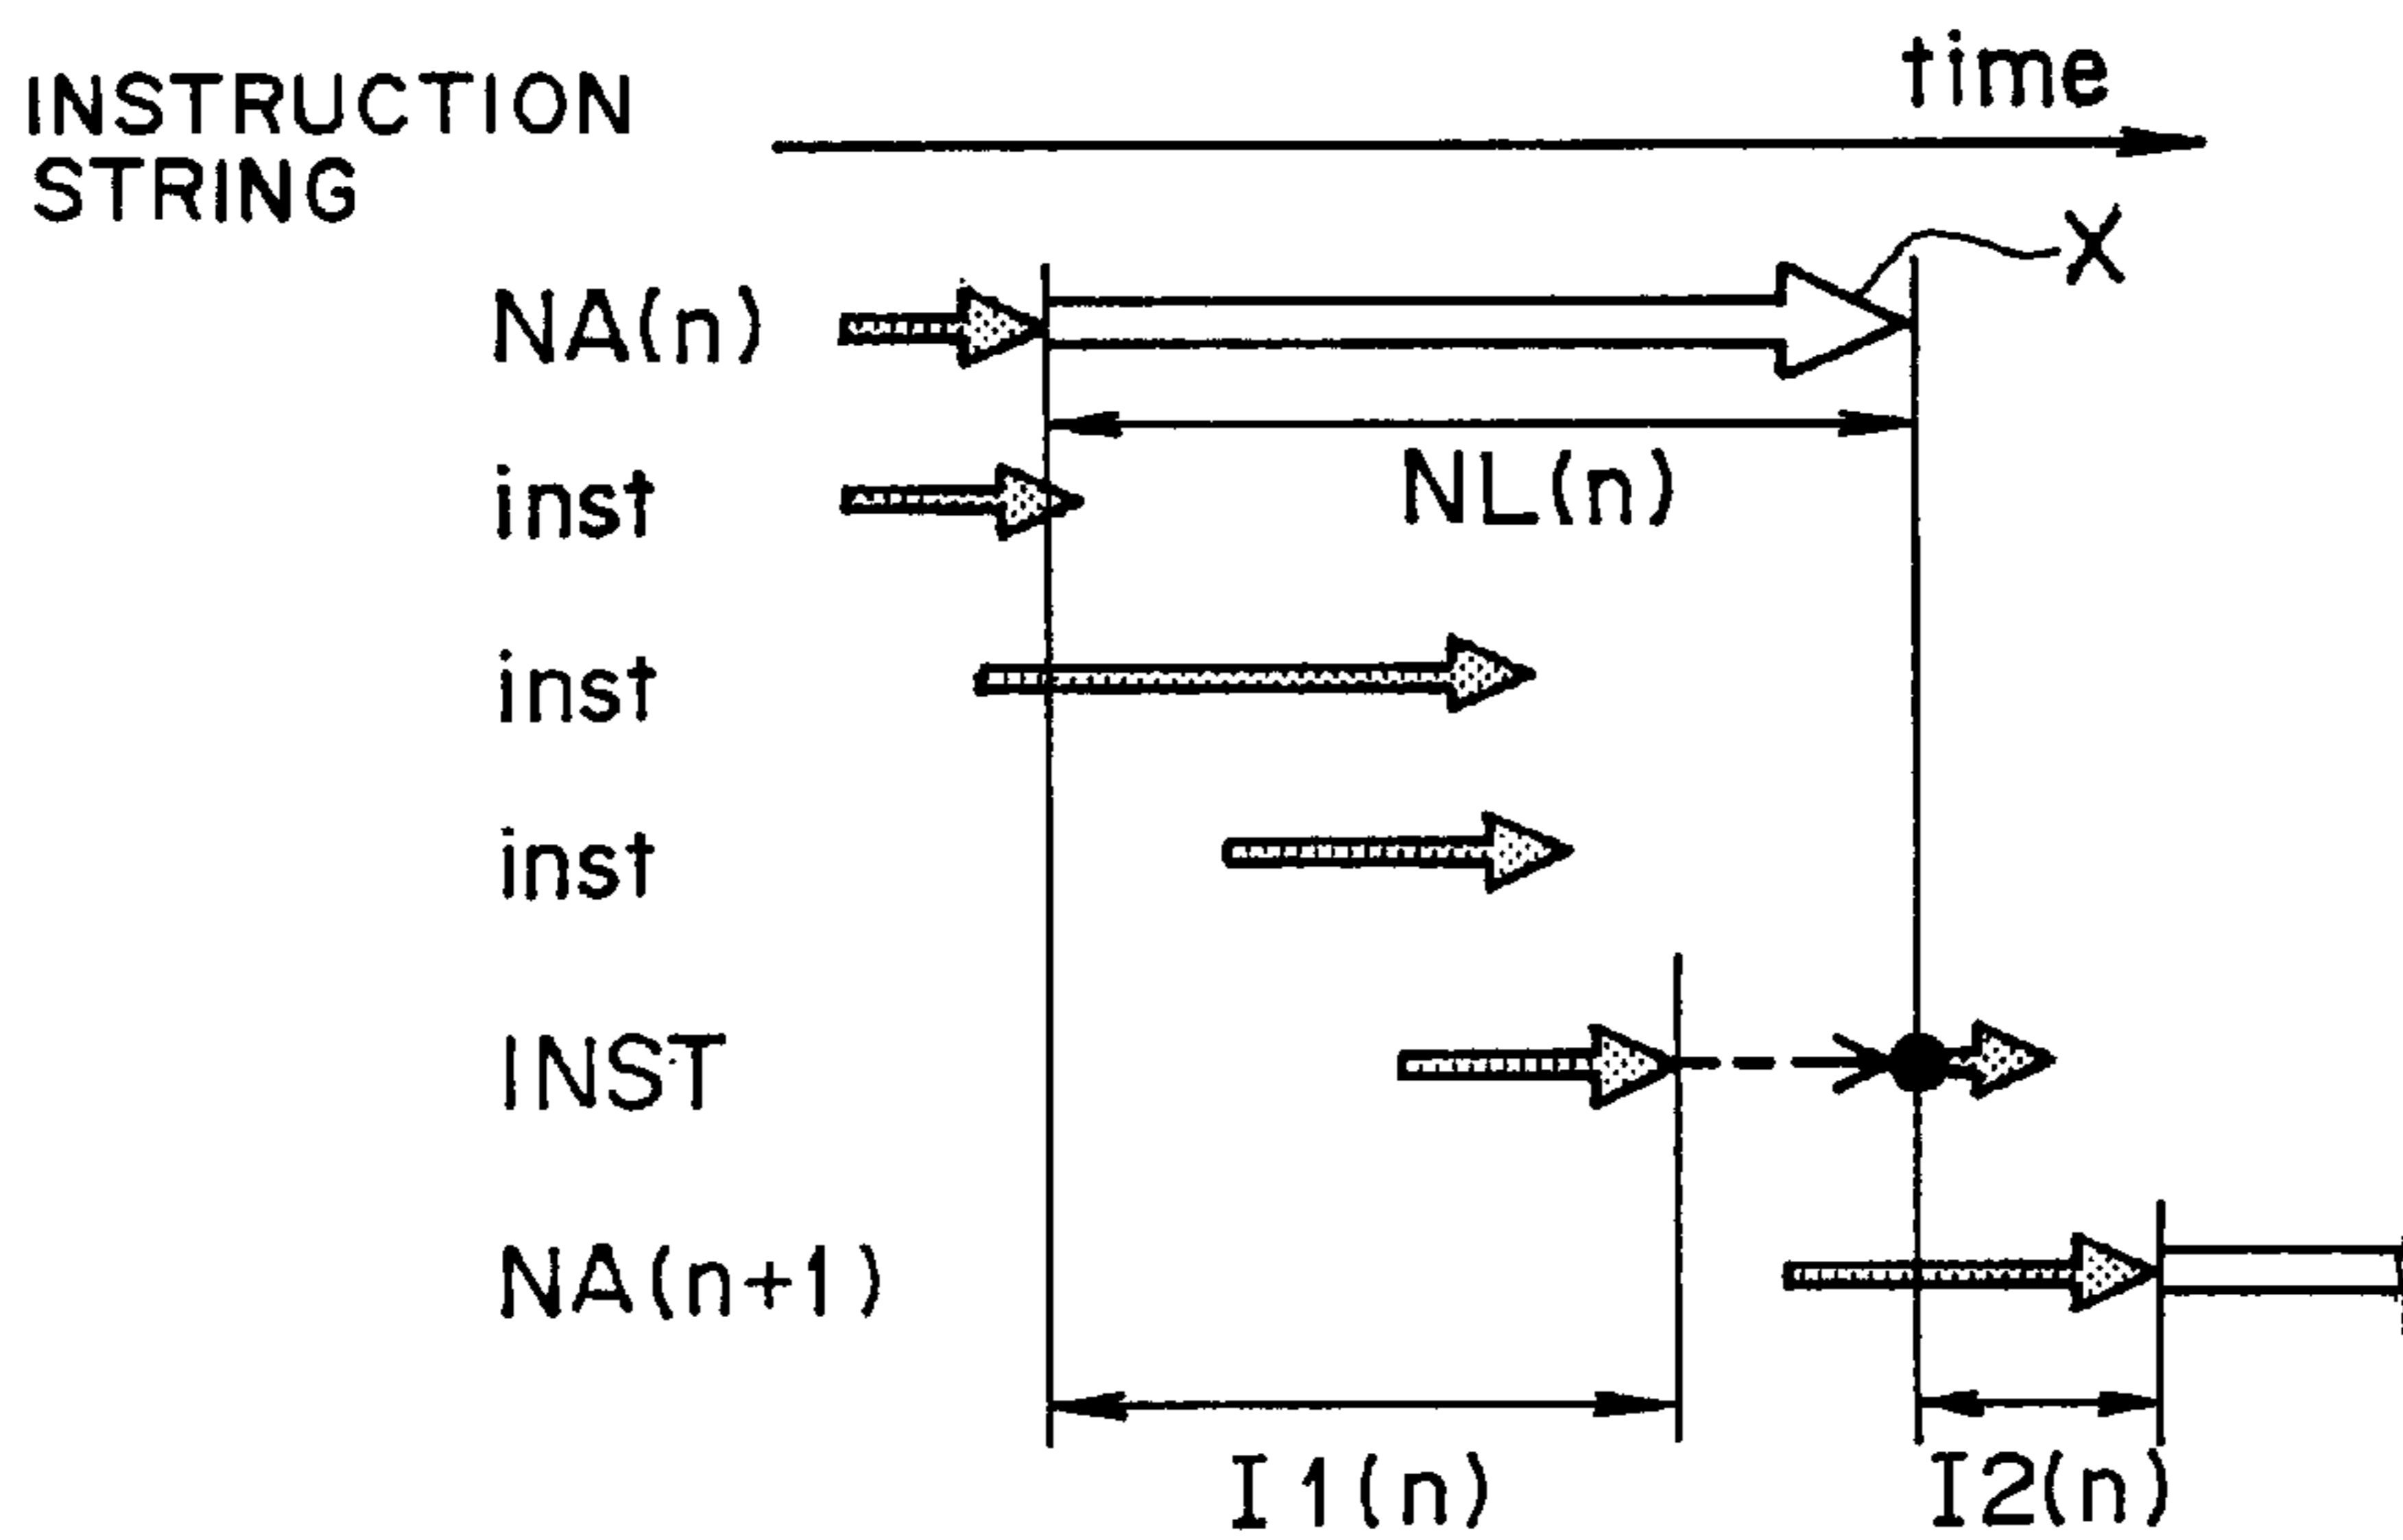 time
INSTRUCTION
STRING
X
NA(n)
NL(n)
inst
inst
inst
INST
NA(n+1)
I1(n)
I2(n)